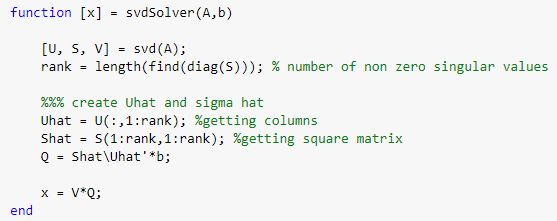 function [x] = svdSolver(A,b)
[U, S, V] = svd(A);
rank = length(find(diag(S))); % number of non zero singular values
%%% create Uhat and sigma hat
Uhat = U(:,1:rank); %getting columns
Shat = S(1:rank,1:rank); %getting square matrix
Q = Shat\Uhat'*b;
x = V*Q;
end